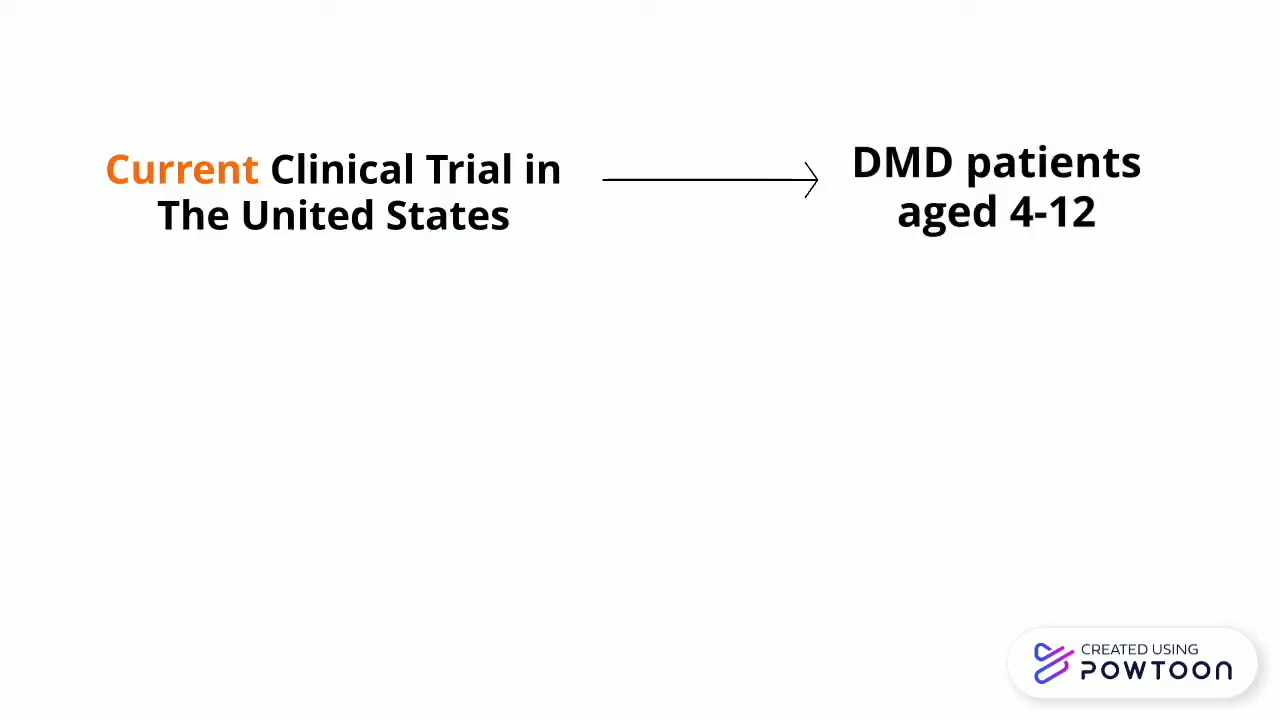 Current Clinical Trial in
The United States
DMD patients
aged 4-12
CREATED USING
POWTOON